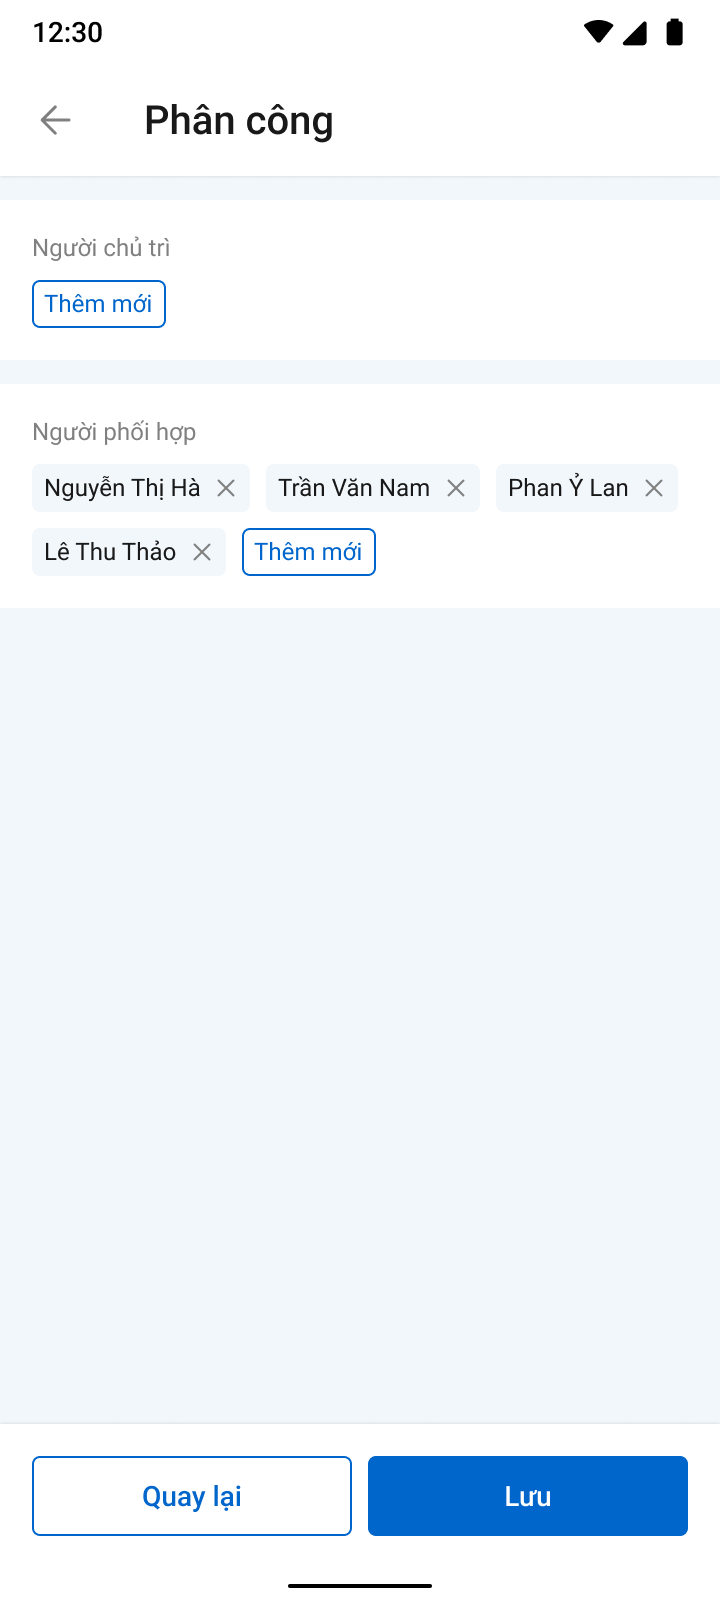 12:30
Phân công
Người chủ trì
Thêm mới
Người phối hợp
Nguyễn Thị Hà Trần Văn Nam Phan Ỷ Lan
Lê Thu Thảo Thêm mới
Quay lại Lưu